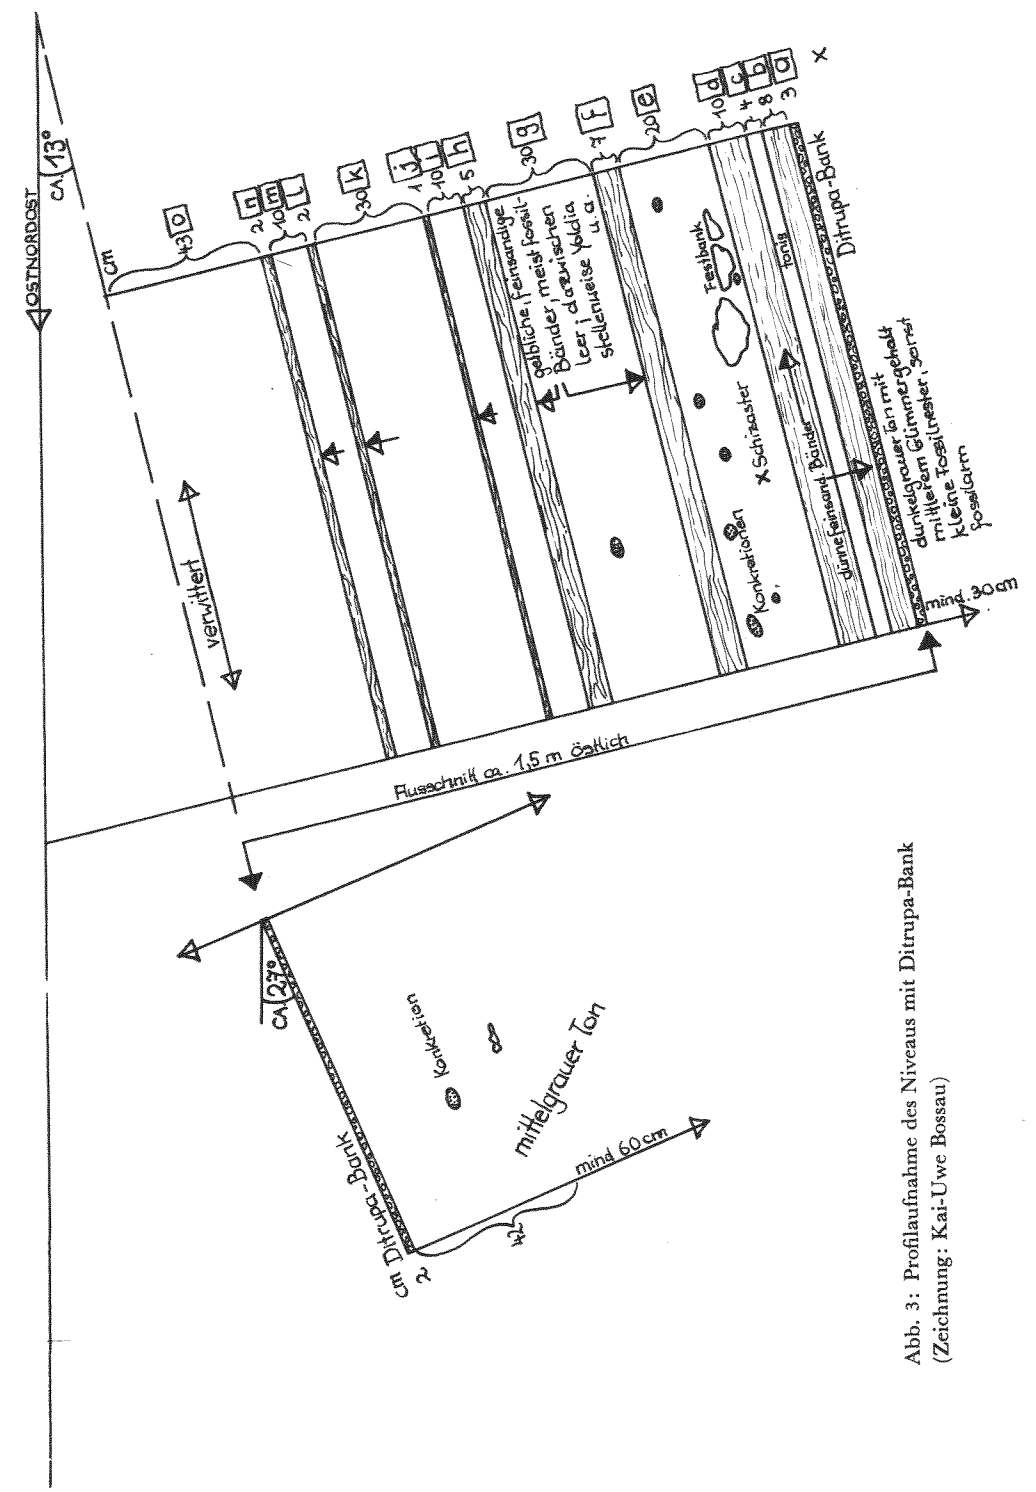 OSTNORDOST
CA. 13°
cm
43 o
2 n
10 m
2 l
30 k
1 j
10 i
5 h
30 g
7 f
20 e
10 d
4 c
8 b
3 a
x
verwittert
gelbliche, feinsandige
Bänder, meist fossil-
leer; dazwischen
stellenweise Yoldia
u. a.
Festbank
tonig
Ditrupa-Bank
x Schizaster
Konkretionen
dünne feinsand. Bänder
dunkelgrauer Ton mit
mittlerem Glimmergehalt
kleine Fossilnester, sonst
fossilarm
mind. 30 cm
Ausschnitt ca. 1,5 m östlich
CA. 27°
cm Ditrupa-Bank
2
Konkretion
mittelgrauer Ton
42
mind 60 cm
Abb. 3: Profilaufnahme des Niveaus mit Ditrupa-Bank
(Zeichnung: Kai-Uwe Bossau)